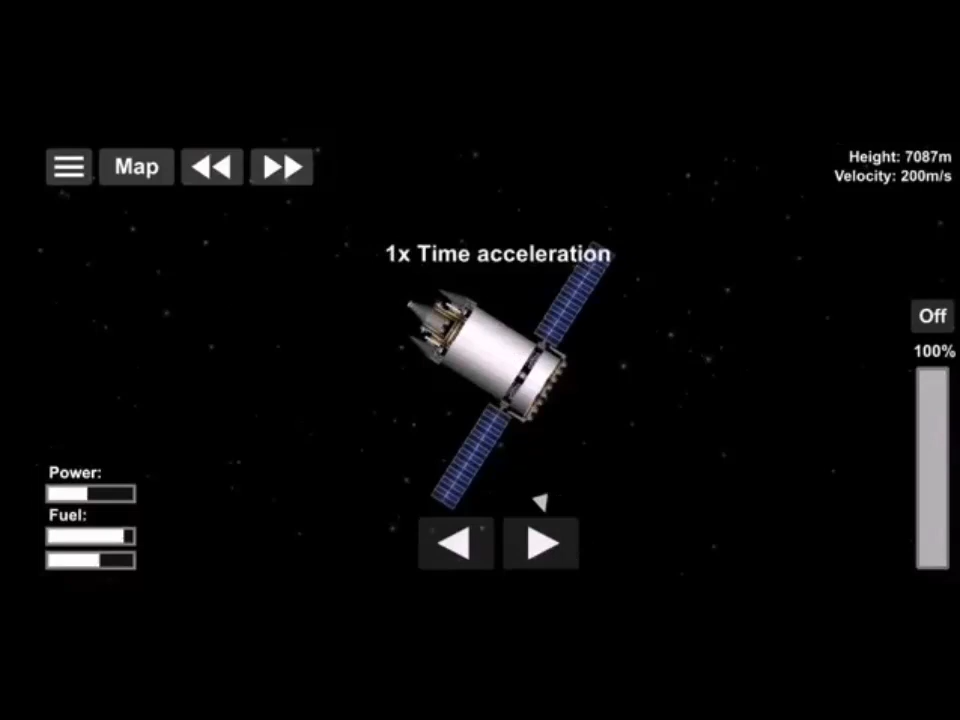 Map
Height: 7087m
Velocity: 200m/s
1x Time acceleration
Off
100%
Power:
Fuel: